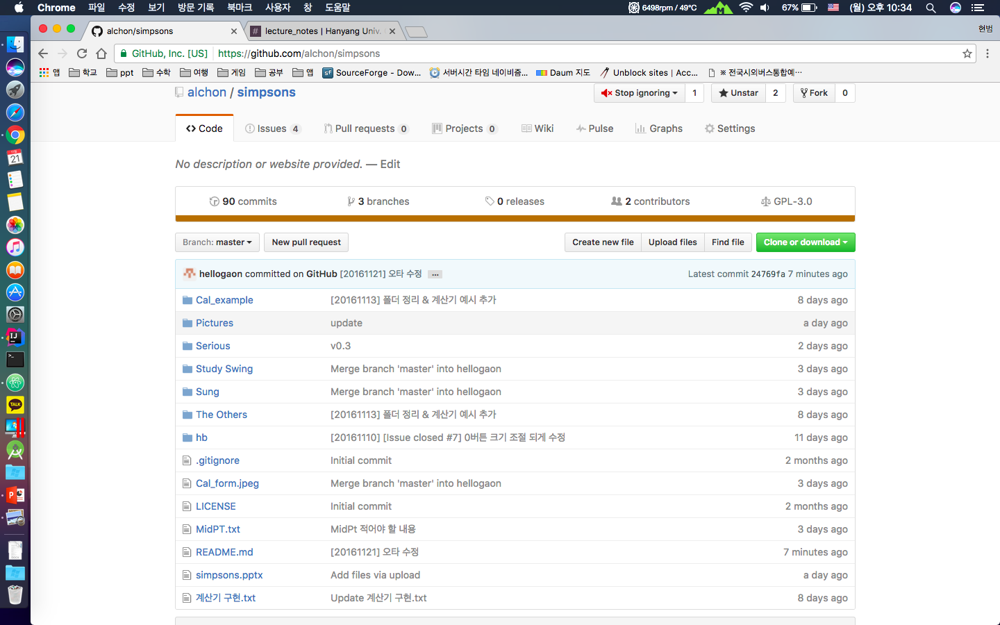 Chrome 파일 수정 보기 방문 기록 북마크 사용자 창 도움말 6498rpm / 49°C 67% (월) 오후 10:34
alchon/simpsons lecture_notes | Hanyang Univ. 현범
GitHub, Inc. [US] https://github.com/alchon/simpsons
앱 학교 ppt 수학 여행 게임 공부 앱 SourceForge - Dow... 서버시간 타임 네이비즘... Daum 지도 Unblock sites | Acc... ※ 전국시외버스통합예...
alchon / simpsons Stop ignoring 1 Unstar 2 Fork 0
Code Issues 4 Pull requests 0 Projects 0 Wiki Pulse Graphs Settings
No description or website provided. — Edit
90 commits 3 branches 0 releases 2 contributors GPL-3.0
Branch: master New pull request Create new file Upload files Find file Clone or download
hellogaon committed on GitHub [20161121] 오타 수정 ... Latest commit 24769fa 7 minutes ago
Cal_example [20161113] 폴더 정리 & 계산기 예시 추가 8 days ago
Pictures update a day ago
Serious v0.3 2 days ago
Study Swing Merge branch 'master' into hellogaon 3 days ago
Sung Merge branch 'master' into hellogaon 3 days ago
The Others [20161113] 폴더 정리 & 계산기 예시 추가 8 days ago
hb [20161110] [Issue closed #7] 0버튼 크기 조절 되게 수정 11 days ago
.gitignore Initial commit 2 months ago
Cal_form.jpeg Merge branch 'master' into hellogaon 3 days ago
LICENSE Initial commit 2 months ago
MidPT.txt MidPt 적어야 할 내용 3 days ago
README.md [20161121] 오타 수정 7 minutes ago
simpsons.pptx Add files via upload a day ago
계산기 구현.txt Update 계산기 구현.txt 8 days ago
21
IJ
TALK
P